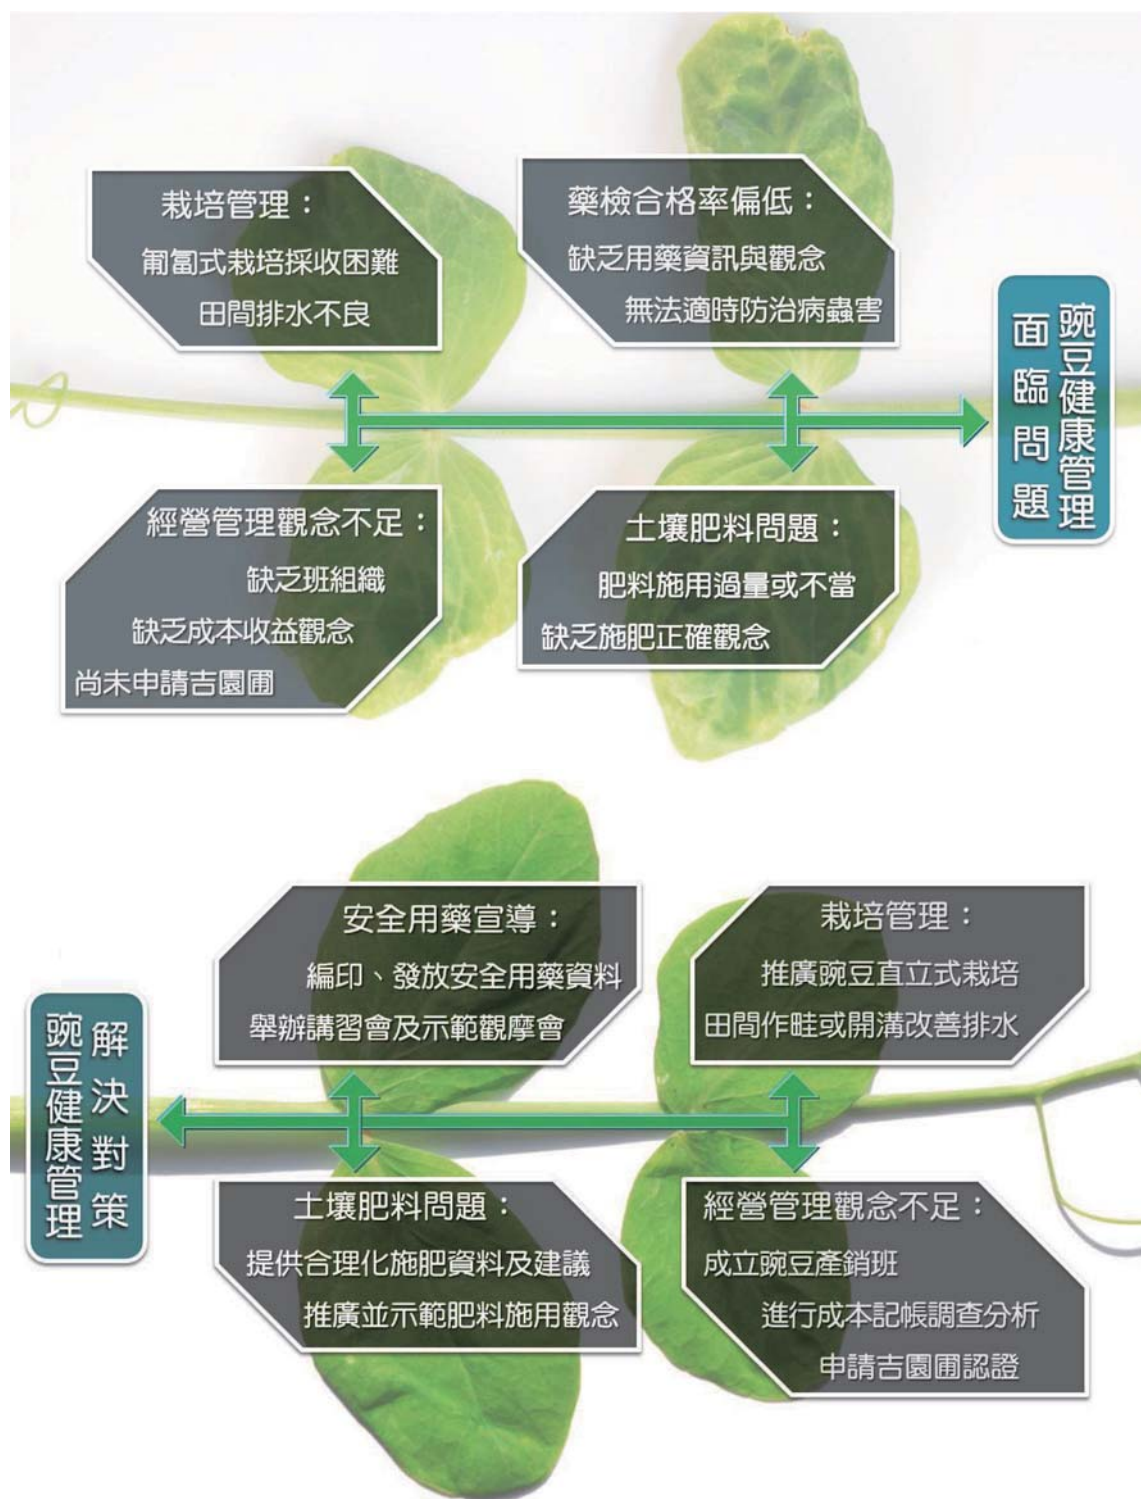 栽培管理：
匍匐式栽培採收困難
田間排水不良
藥檢合格率偏低：
缺乏用藥資訊與觀念
無法適時防治病蟲害
豌豆健康管理
面臨問題
經營管理觀念不足：
缺乏班組織
缺乏成本收益觀念
尚未申請吉園圃
土壤肥料問題：
肥料施用過量或不當
缺乏施肥正確觀念
安全用藥宣導：
編印、發放安全用藥資料
舉辦講習會及示範觀摩會
栽培管理：
推廣豌豆直立式栽培
田間作畦或開溝改善排水
解決對策
豌豆健康管理
土壤肥料問題：
提供合理化施肥資料及建議
推廣並示範肥料施用觀念
經營管理觀念不足：
成立豌豆產銷班
進行成本記帳調查分析
申請吉園圃認證